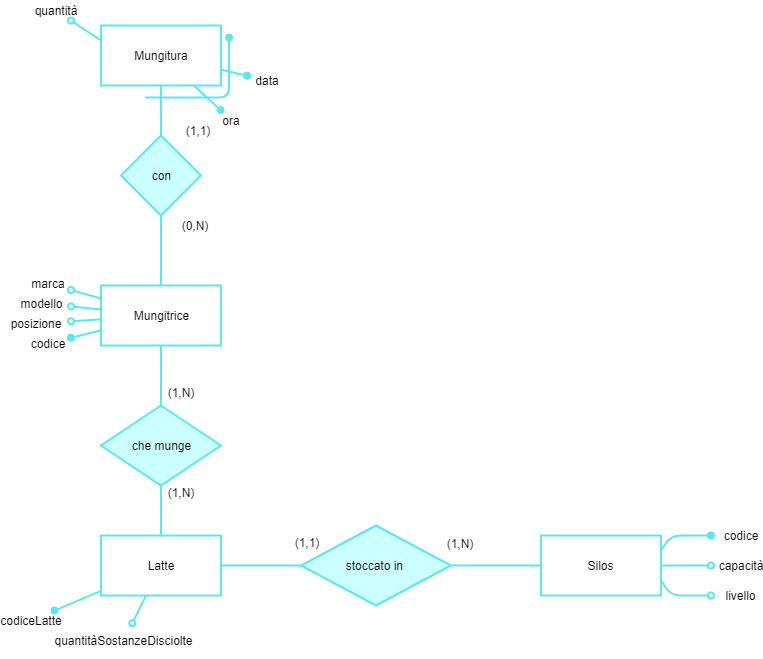 quantità
Mungitura
data
ora
(1,1)
con
(0,N)
marca
modello
posizione
codice
Mungitrice
(1,N)
che munge
(1,N)
Latte
(1,1)
stoccato in
(1,N)
Silos
codice
capacità
livello
codiceLatte
quantitàSostanzeDisciolte